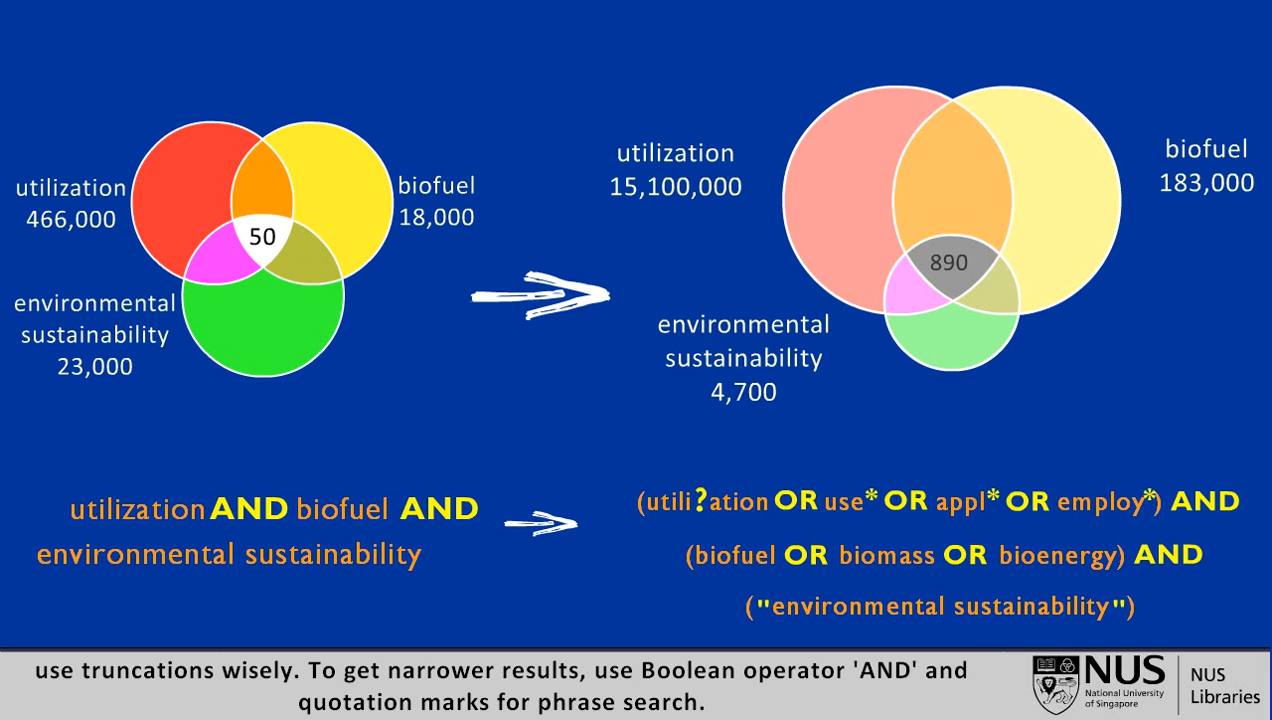 utilization
466,000
biofuel
18,000
50
environmental
sustainability
23,000
utilization
15,100,000
biofuel
183,000
890
environmental
sustainability
4,700
utilization AND biofuel AND
environmental sustainability
(utili?ation OR use* OR appl* OR employ*) AND
(biofuel OR biomass OR bioenergy) AND
("environmental sustainability")
use truncations wisely. To get narrower results, use Boolean operator 'AND' and
quotation marks for phrase search.
NUS
National University
of Singapore
NUS
Libraries